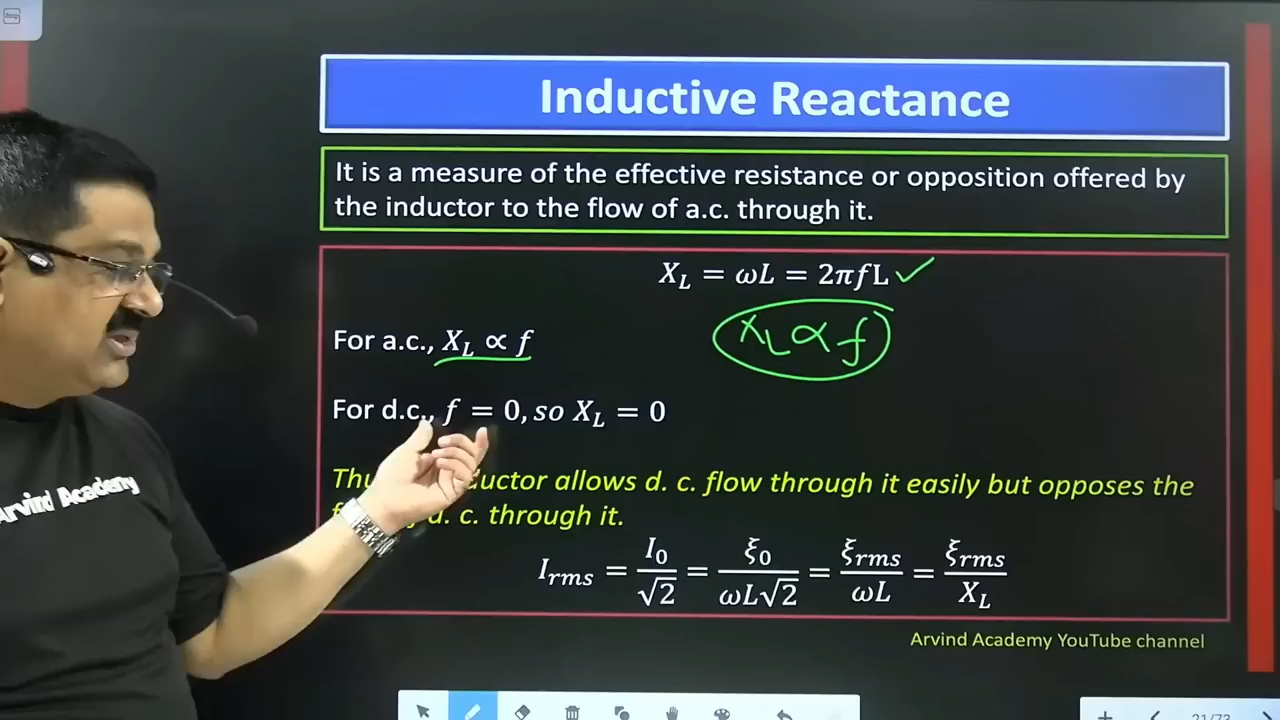 Inductive Reactance
It is a measure of the effective resistance or opposition offered by
the inductor to the flow of a.c. through it.
X_L = ωL = 2πfL ✓
X_L ∝ f
For a.c., X_L ∝ f
For d.c., f = 0, so X_L = 0
allows d. c. flow through it easily but opposes the
c. through it.
I_rms = I_0/√2 = ξ_0/ωL√2 = ξ_rms/ωL = ξ_rms/X_L
Arvind Academy YouTube channel
Arvind Academy
21/73